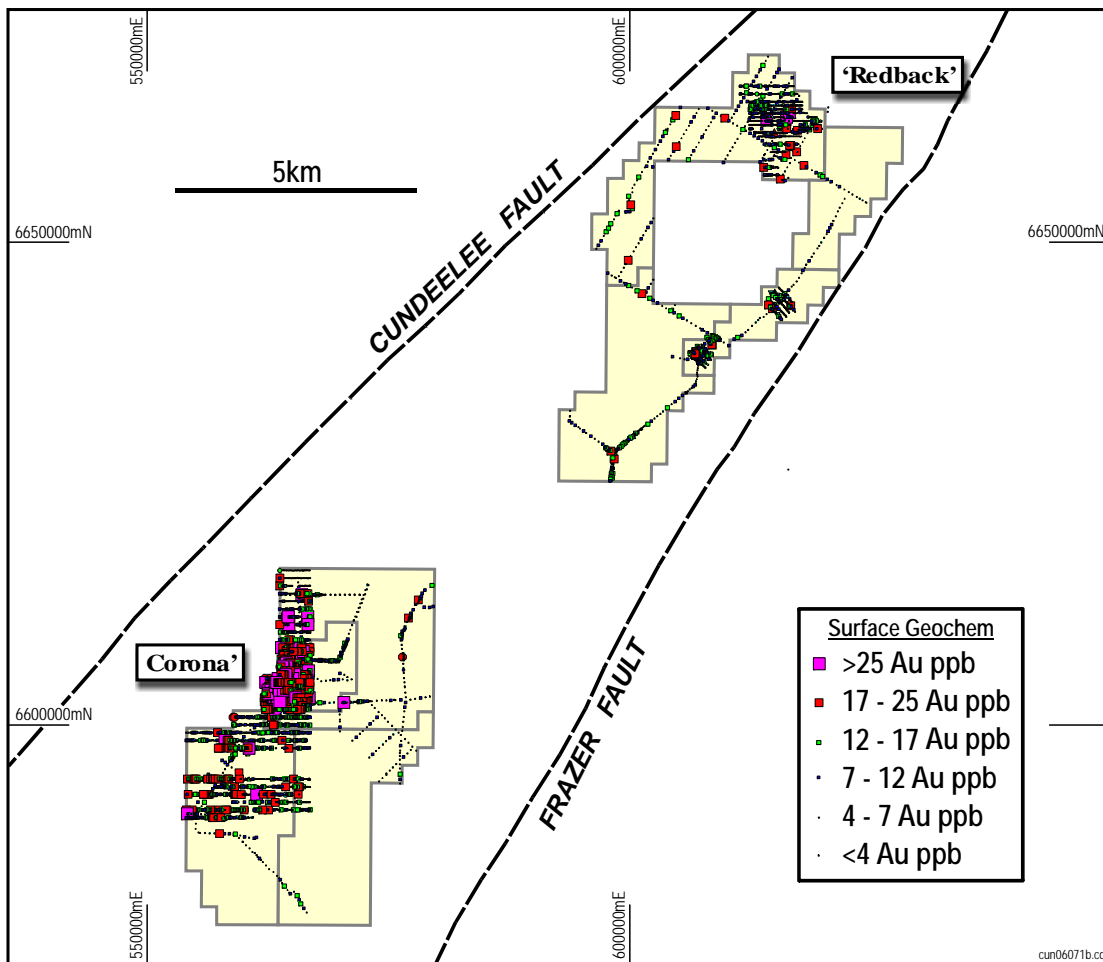 550000mE
600000mE
‘Redback’
5km
CUNDEELEE FAULT
6650000mN
6650000mN
Corona’
6600000mN
FRAZER FAULT
Surface Geochem
>25 Au ppb
17 - 25 Au ppb
12 - 17 Au ppb
7 - 12 Au ppb
4 - 7 Au ppb
<4 Au ppb
550000mE
600000mE